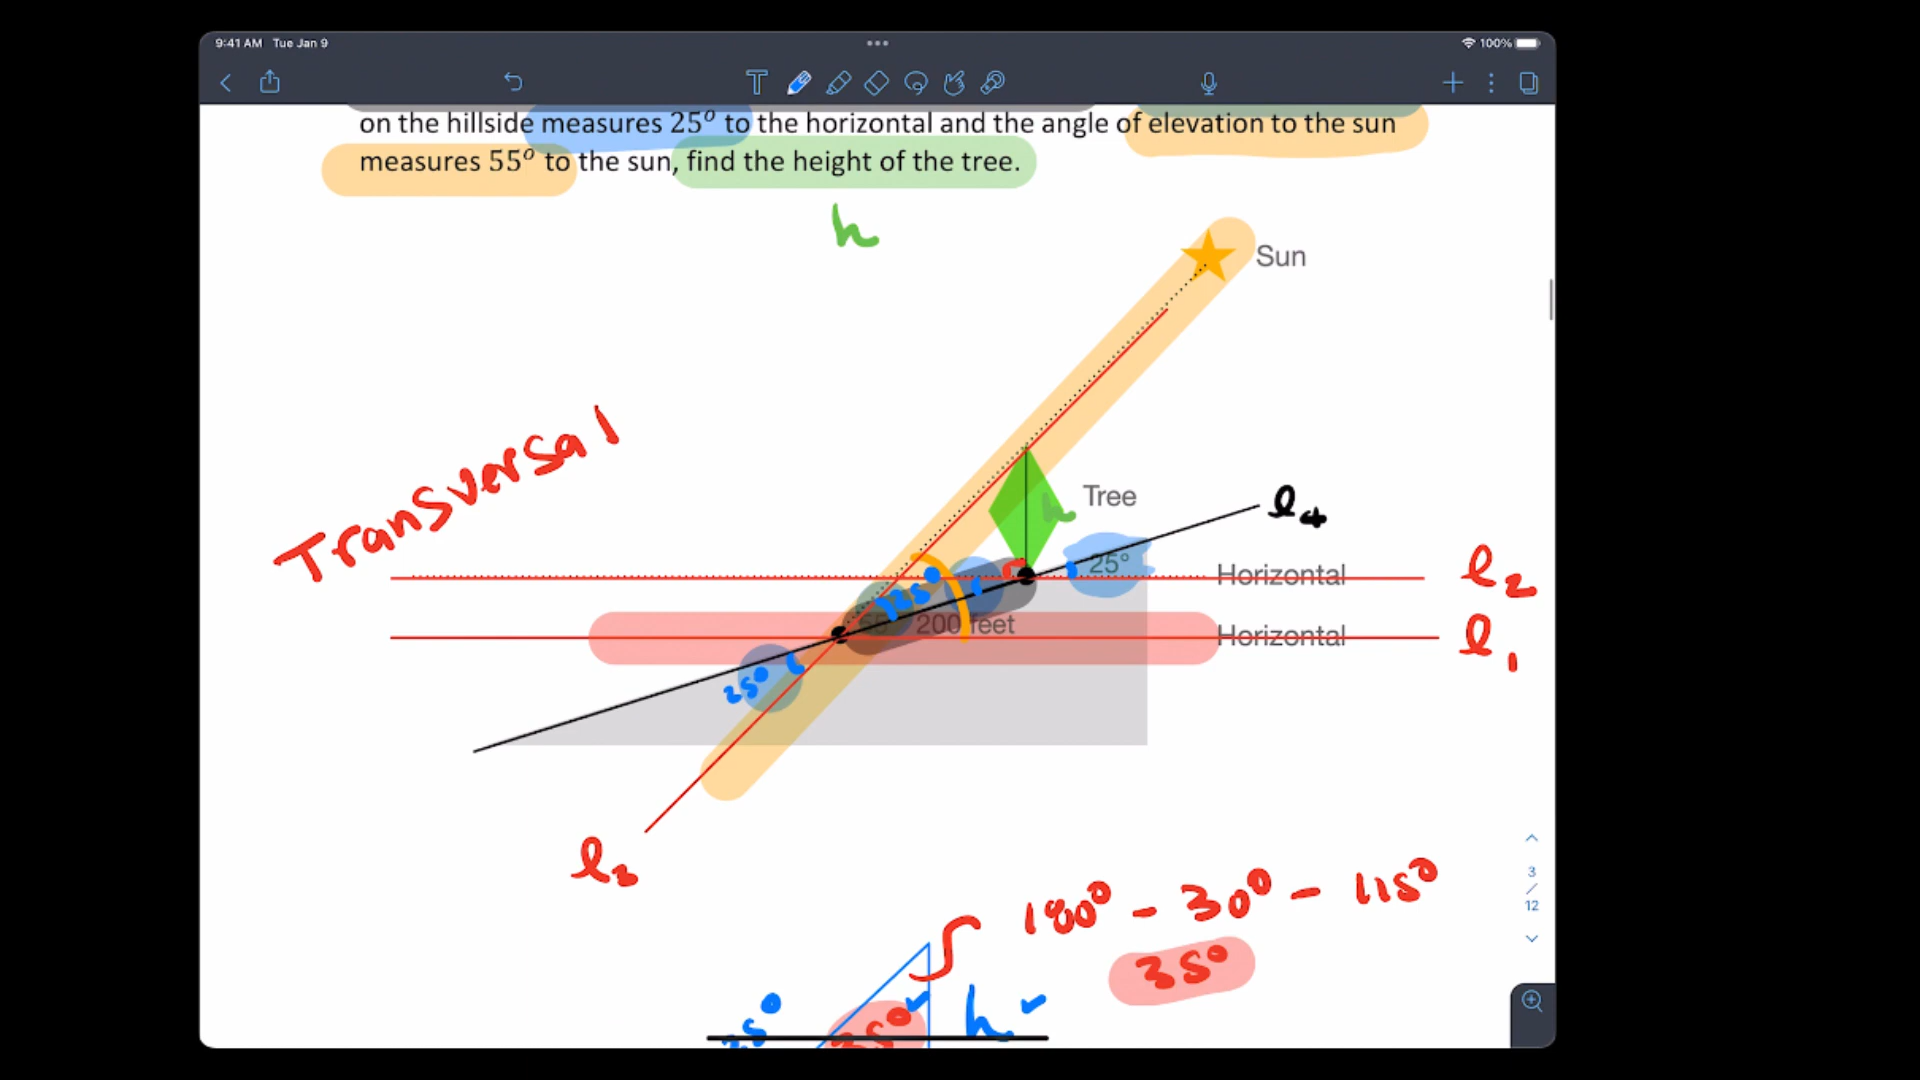 9:41 AM Tue Jan 9
100%
on the hillside measures 25° to the horizontal and the angle of elevation to the sun
measures 55° to the sun, find the height of the tree.
h
Sun
Transversal
Tree
h
l4
25°
Horizontal
l2
200 feet
Horizontal
l1
25°
l3
180° - 30° - 115°
35°
3
/
12
35°
h